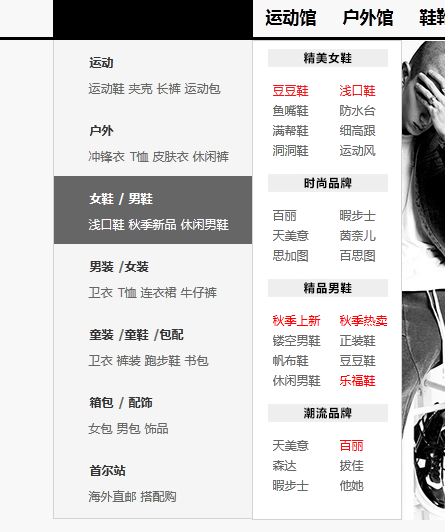 运动馆 户外馆
运动
运动鞋 夹克 长裤 运动包
户外
冲锋衣 T恤 皮肤衣 休闲裤
女鞋 / 男鞋
浅口鞋 秋季新品 休闲男鞋
男装 /女装
卫衣 T恤 连衣裙 牛仔裤
童装 /童鞋 /包配
卫衣 裤装 跑步鞋 书包
箱包 / 配饰
女包 男包 饰品
首尔站
海外直邮 搭配购
精美女鞋
豆豆鞋 浅口鞋
鱼嘴鞋 防水台
满帮鞋 细高跟
洞洞鞋 运动风
时尚品牌
百丽 暇步士
天美意 茵奈儿
思加图 百思图
精品男鞋
秋季上新 秋季热卖
镂空男鞋 正装鞋
帆布鞋 豆豆鞋
休闲男鞋 乐福鞋
潮流品牌
天美意 百丽
森达 拔佳
暇步士 他她